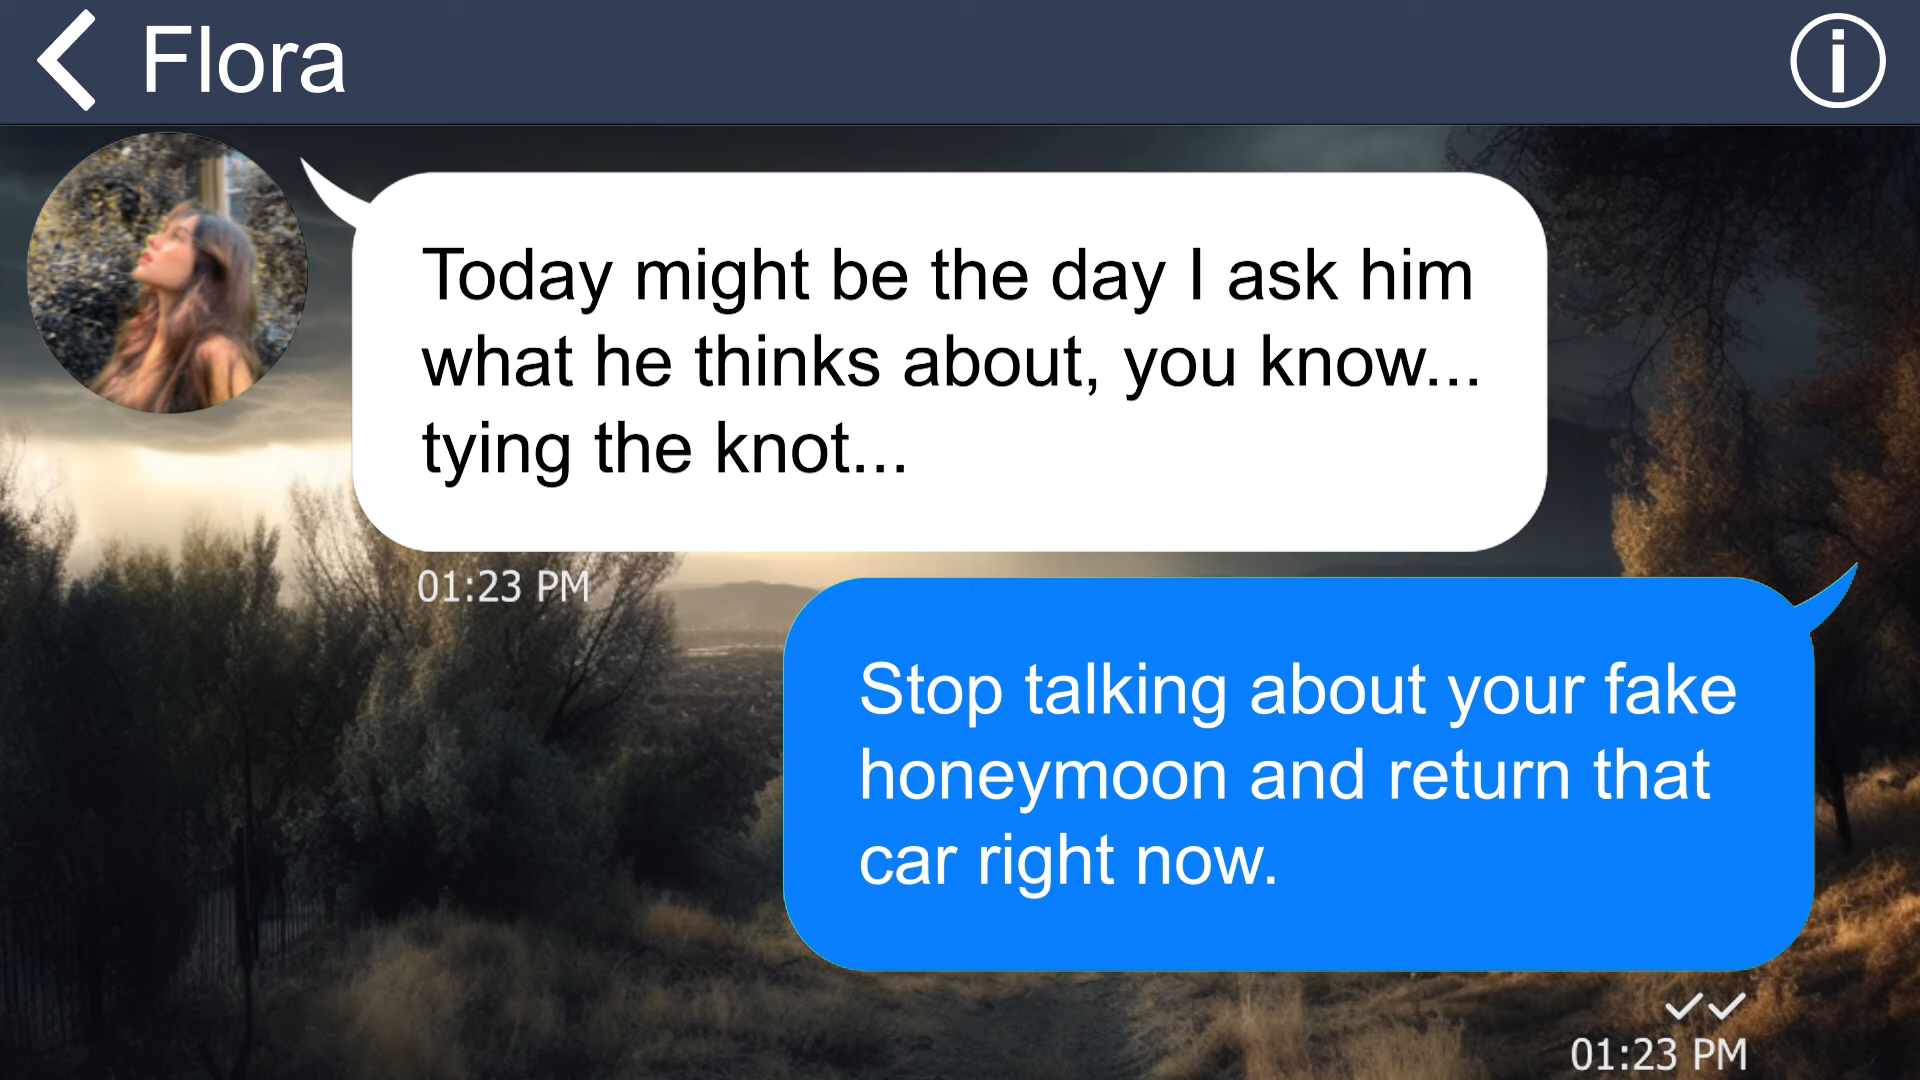 Flora
Today might be the day I ask him
what he thinks about, you know...
tying the knot...
01:23 PM
Stop talking about your fake
honeymoon and return that
car right now.
01:23 PM